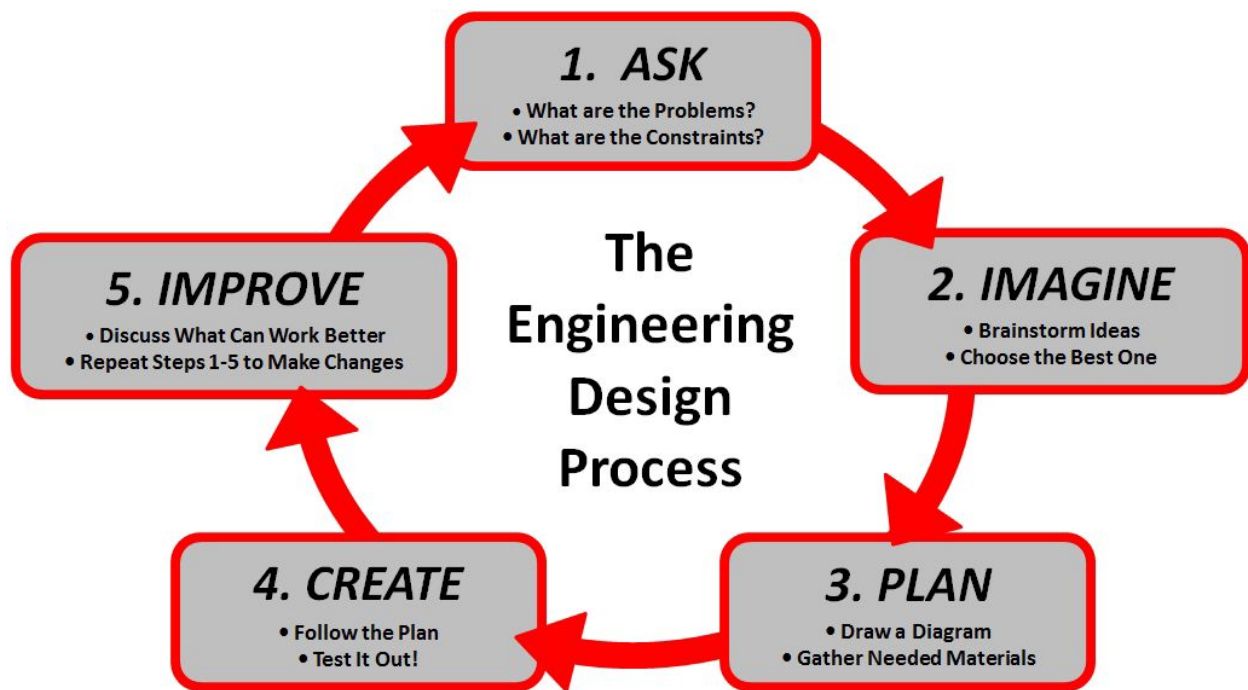 1. ASK
• What are the Problems?
• What are the Constraints?
2. IMAGINE
• Brainstorm Ideas
• Choose the Best One
3. PLAN
• Draw a Diagram
• Gather Needed Materials
4. CREATE
• Follow the Plan
• Test It Out!
5. IMPROVE
• Discuss What Can Work Better
• Repeat Steps 1-5 to Make Changes
The
Engineering
Design
Process